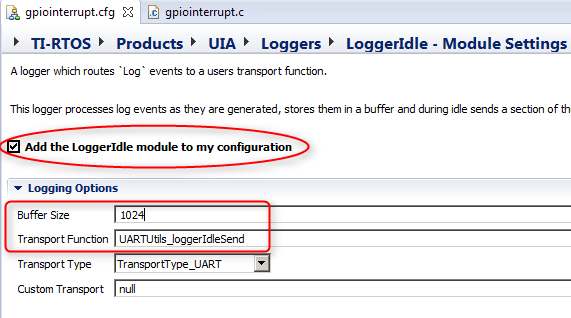 gpiointerrupt.cfg
gpiointerrupt.c
TI-RTOS Products UIA Loggers LoggerIdle - Module Settings
A logger which routes `Log` events to a users transport function.
This logger processes log events as they are generated, stores them in a buffer and during idle sends a section of the
Add the LoggerIdle module to my configuration
Logging Options
Buffer Size 1024
Transport Function UARTUtils_loggerIdleSend
Transport Type TransportType_UART
Custom Transport null